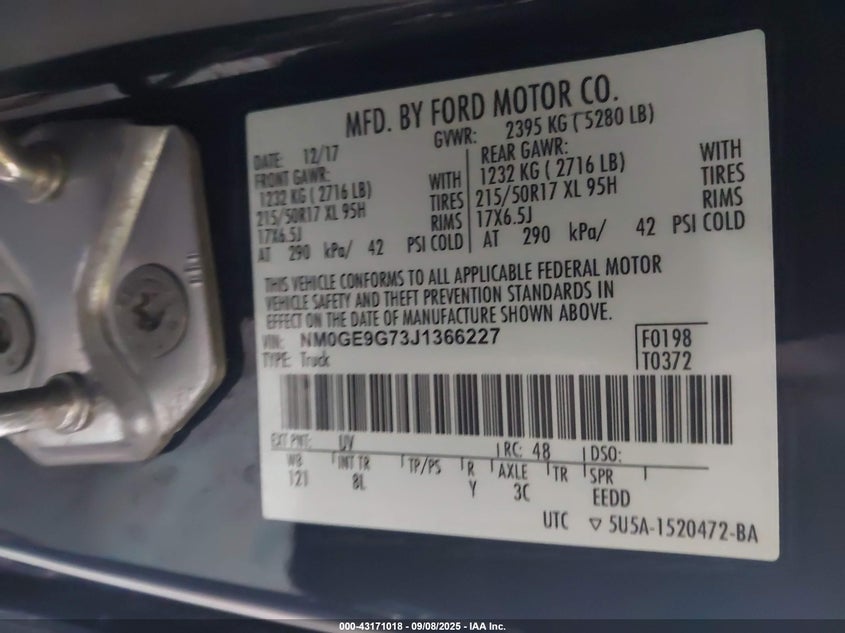 MFD. BY FORD MOTOR CO.
DATE: 12/17 GVWR: 2395 KG ( 5280 LB)
FRONT GAWR: REAR GAWR:
1232 KG ( 2716 LB) WITH 1232 KG ( 2716 LB) WITH
215/50R17 XL 95H TIRES 215/50R17 XL 95H TIRES
17X6.5J RIMS 17X6.5J RIMS
AT 290 kPa/ 42 PSI COLD AT 290 kPa/ 42 PSI COLD
THIS VEHICLE CONFORMS TO ALL APPLICABLE FEDERAL MOTOR
VEHICLE SAFETY AND THEFT PREVENTION STANDARDS IN
EFFECT ON THE DATE OF MANUFACTURE SHOWN ABOVE.
VIN: NM0GE9G73J1366227 F0198
TYPE: Truck T0372
EXT PNT: UY RC: 48 DSO:
WB INT TR TP/PS R AXLE TR SPR
121 8L Y 3C EEDD
UTC ▽ 5U5A-1520472-BA
000-43171018 - 09/08/2025 - IAA Inc.